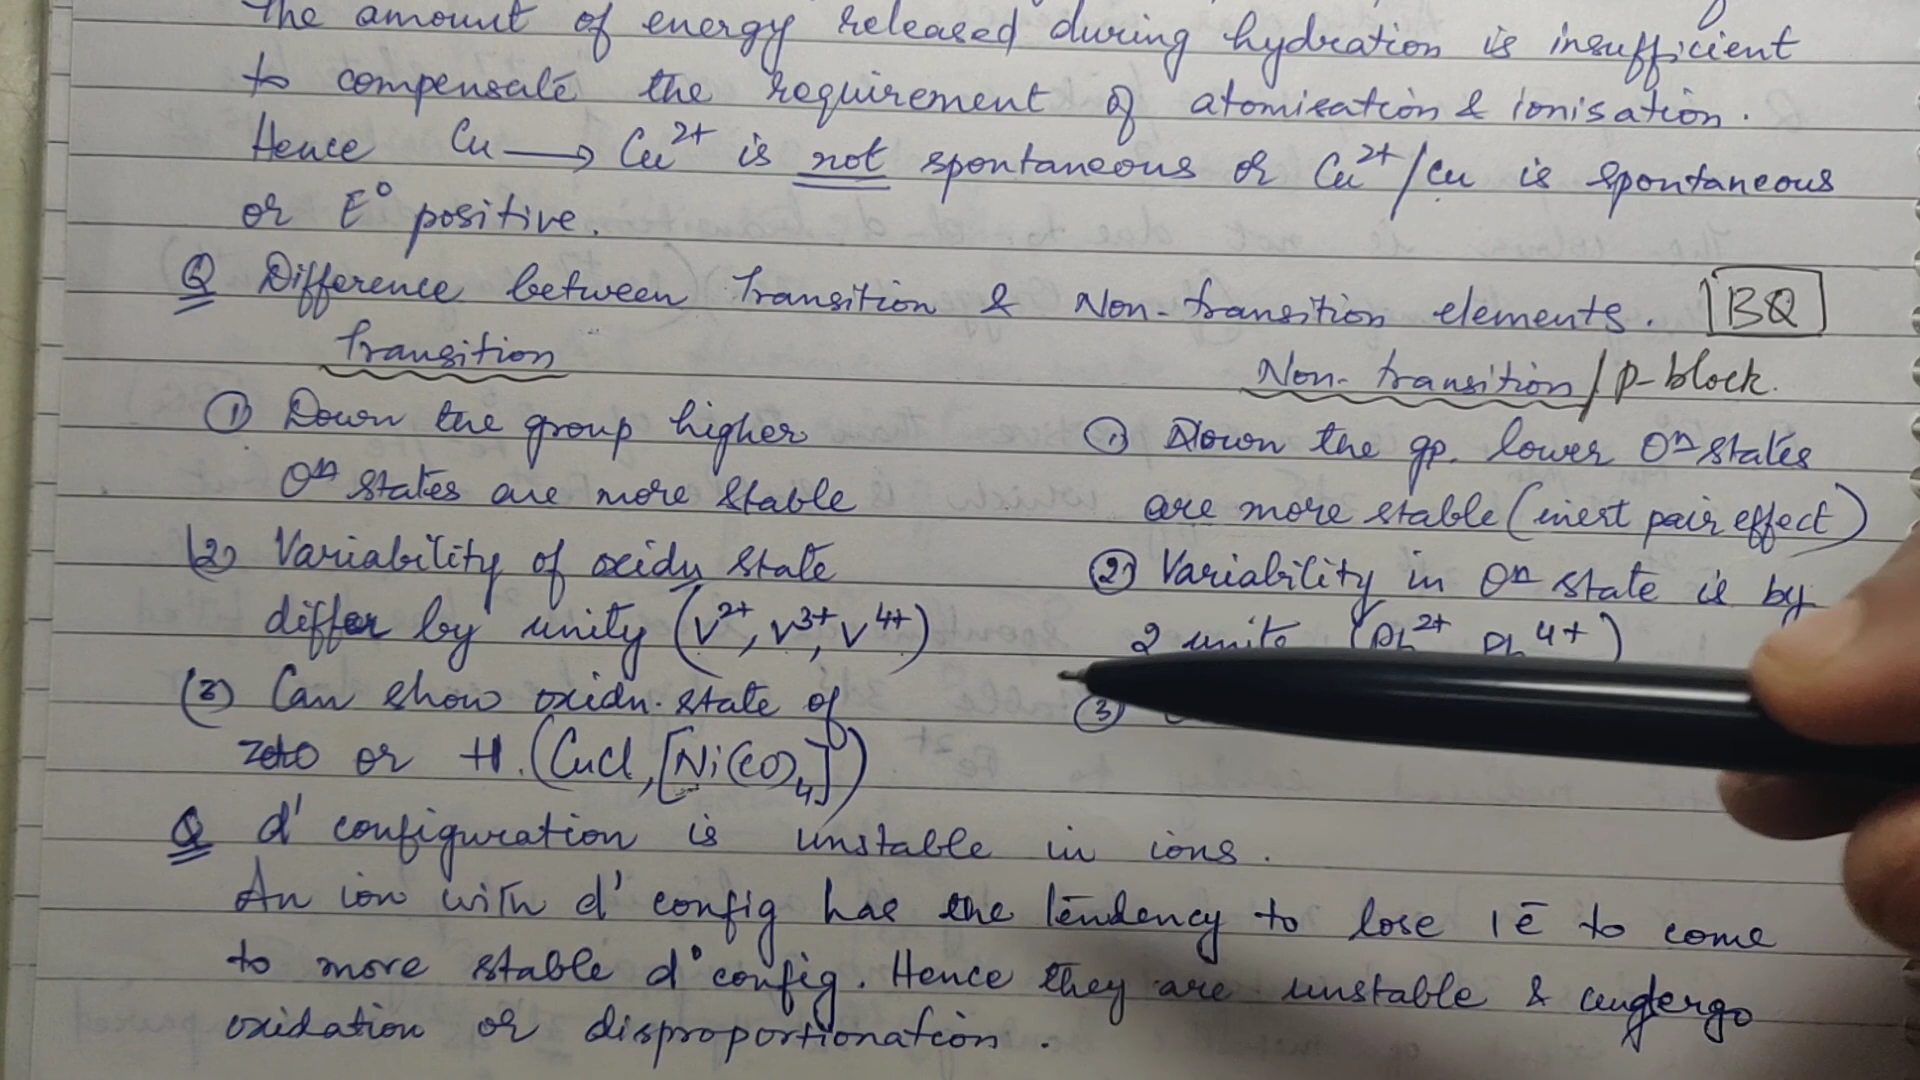 The amount of energy released during hydration is insufficient
to compensate the requirement of atomisation & ionisation.
Hence Cu → Cu²⁺ is not spontaneous or Cu²⁺/Cu is spontaneous
or E° positive.
Q Difference between Transition & Non-transition elements. BQ
Transition
Non-transition/p-block.
① Down the group higher
Oⁿ states are more stable
① Down the gp. lower Oⁿ states
are more stable (inert pair effect)
(2) Variability of oxidn state
differ by unity (V²⁺, V³⁺, V⁴⁺)
② Variability in Oⁿ state is by
2 units (Pb²⁺ Pb⁴⁺)
(3) Can show oxidn. state of
zero or +1. (CuCl, [Ni(CO)₄])
③
Q d' configuration is unstable in ions.
An ion with d' config has the tendency to lose 1ē to come
to more stable d° config. Hence they are unstable & undergo
oxidation or disproportionation.